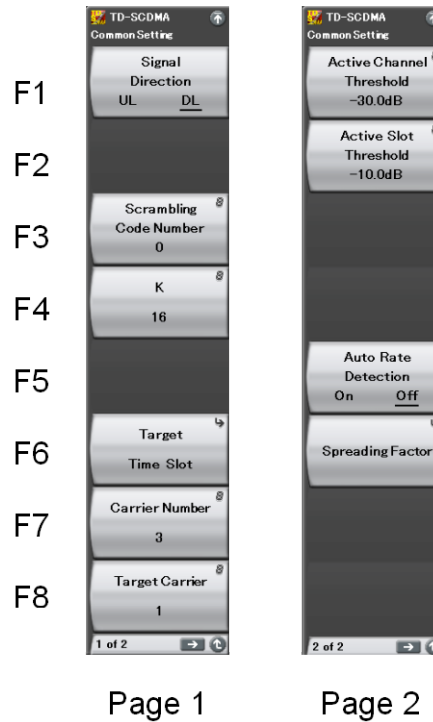 TD-SCDMA
Common Setting
F1
Signal
Direction
UL DL
F2
F3
Scrambling
Code Number
0
F4
K
16
F5
F6
Target
Time Slot
F7
Carrier Number
3
F8
Target Carrier
1
1 of 2
Page 1
TD-SCDMA
Common Setting
Active Channel
Threshold
-30.0dB
Active Slot
Threshold
-10.0dB
Auto Rate
Detection
On Off
Spreading Factor
2 of 2
Page 2